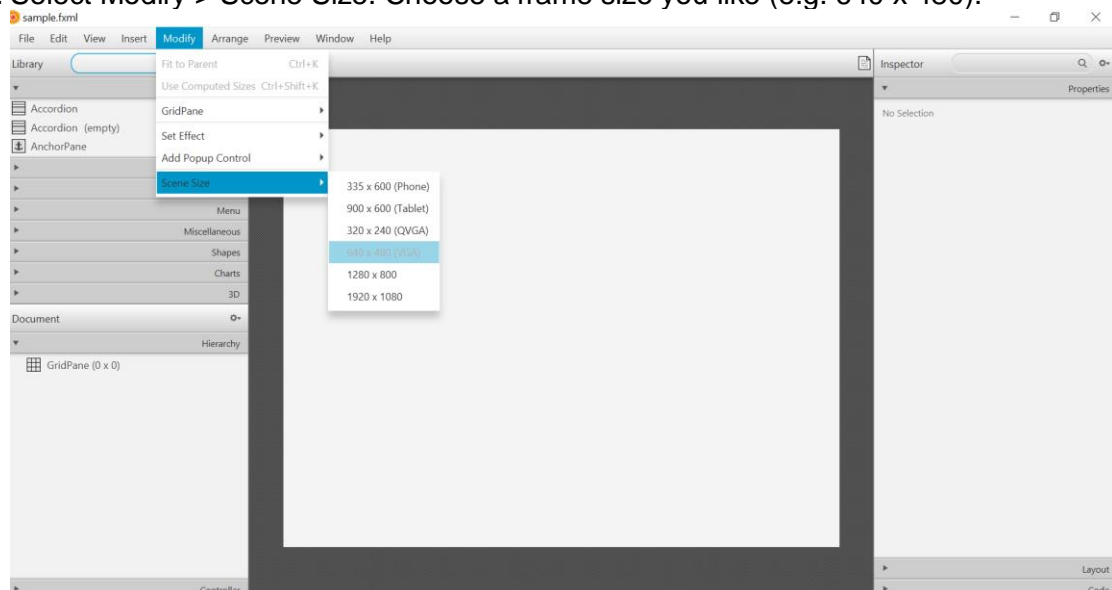 Select Modify > Scene Size. Choose a frame size you like (e.g. 640 x 480).
sample.fxml
File Edit View Insert Modify Arrange Preview Window Help
Library
Fit to Parent Ctrl+K
Use Computed Sizes Ctrl+Shift+K
GridPane
Set Effect
Add Popup Control
Scene Size
335 x 600 (Phone)
900 x 600 (Tablet)
320 x 240 (QVGA)
640 x 480 (VGA)
1280 x 800
1920 x 1080
Accordion
Accordion (empty)
AnchorPane
Menu
Miscellaneous
Shapes
Charts
3D
Document
Hierarchy
GridPane (0 x 0)
Controller
Inspector
Properties
No Selection
Layout
Code